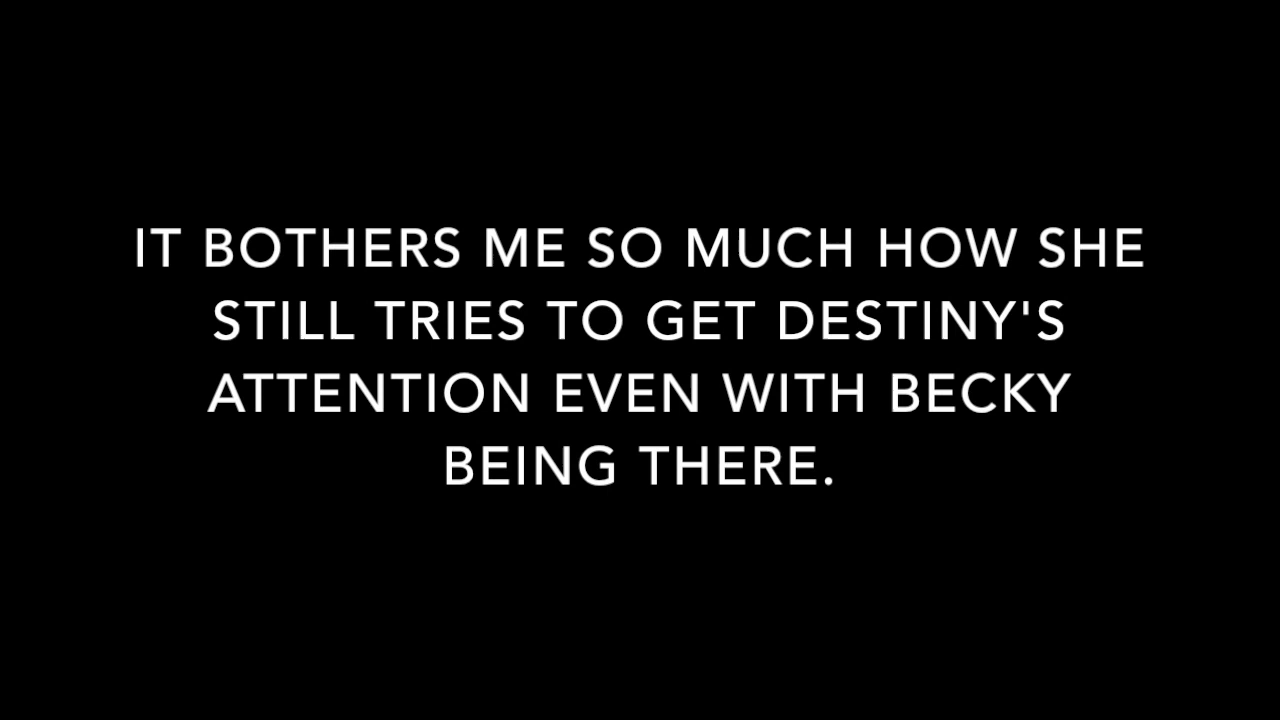 IT BOTHERS ME SO MUCH HOW SHE
STILL TRIES TO GET DESTINY'S
ATTENTION EVEN WITH BECKY
BEING THERE.